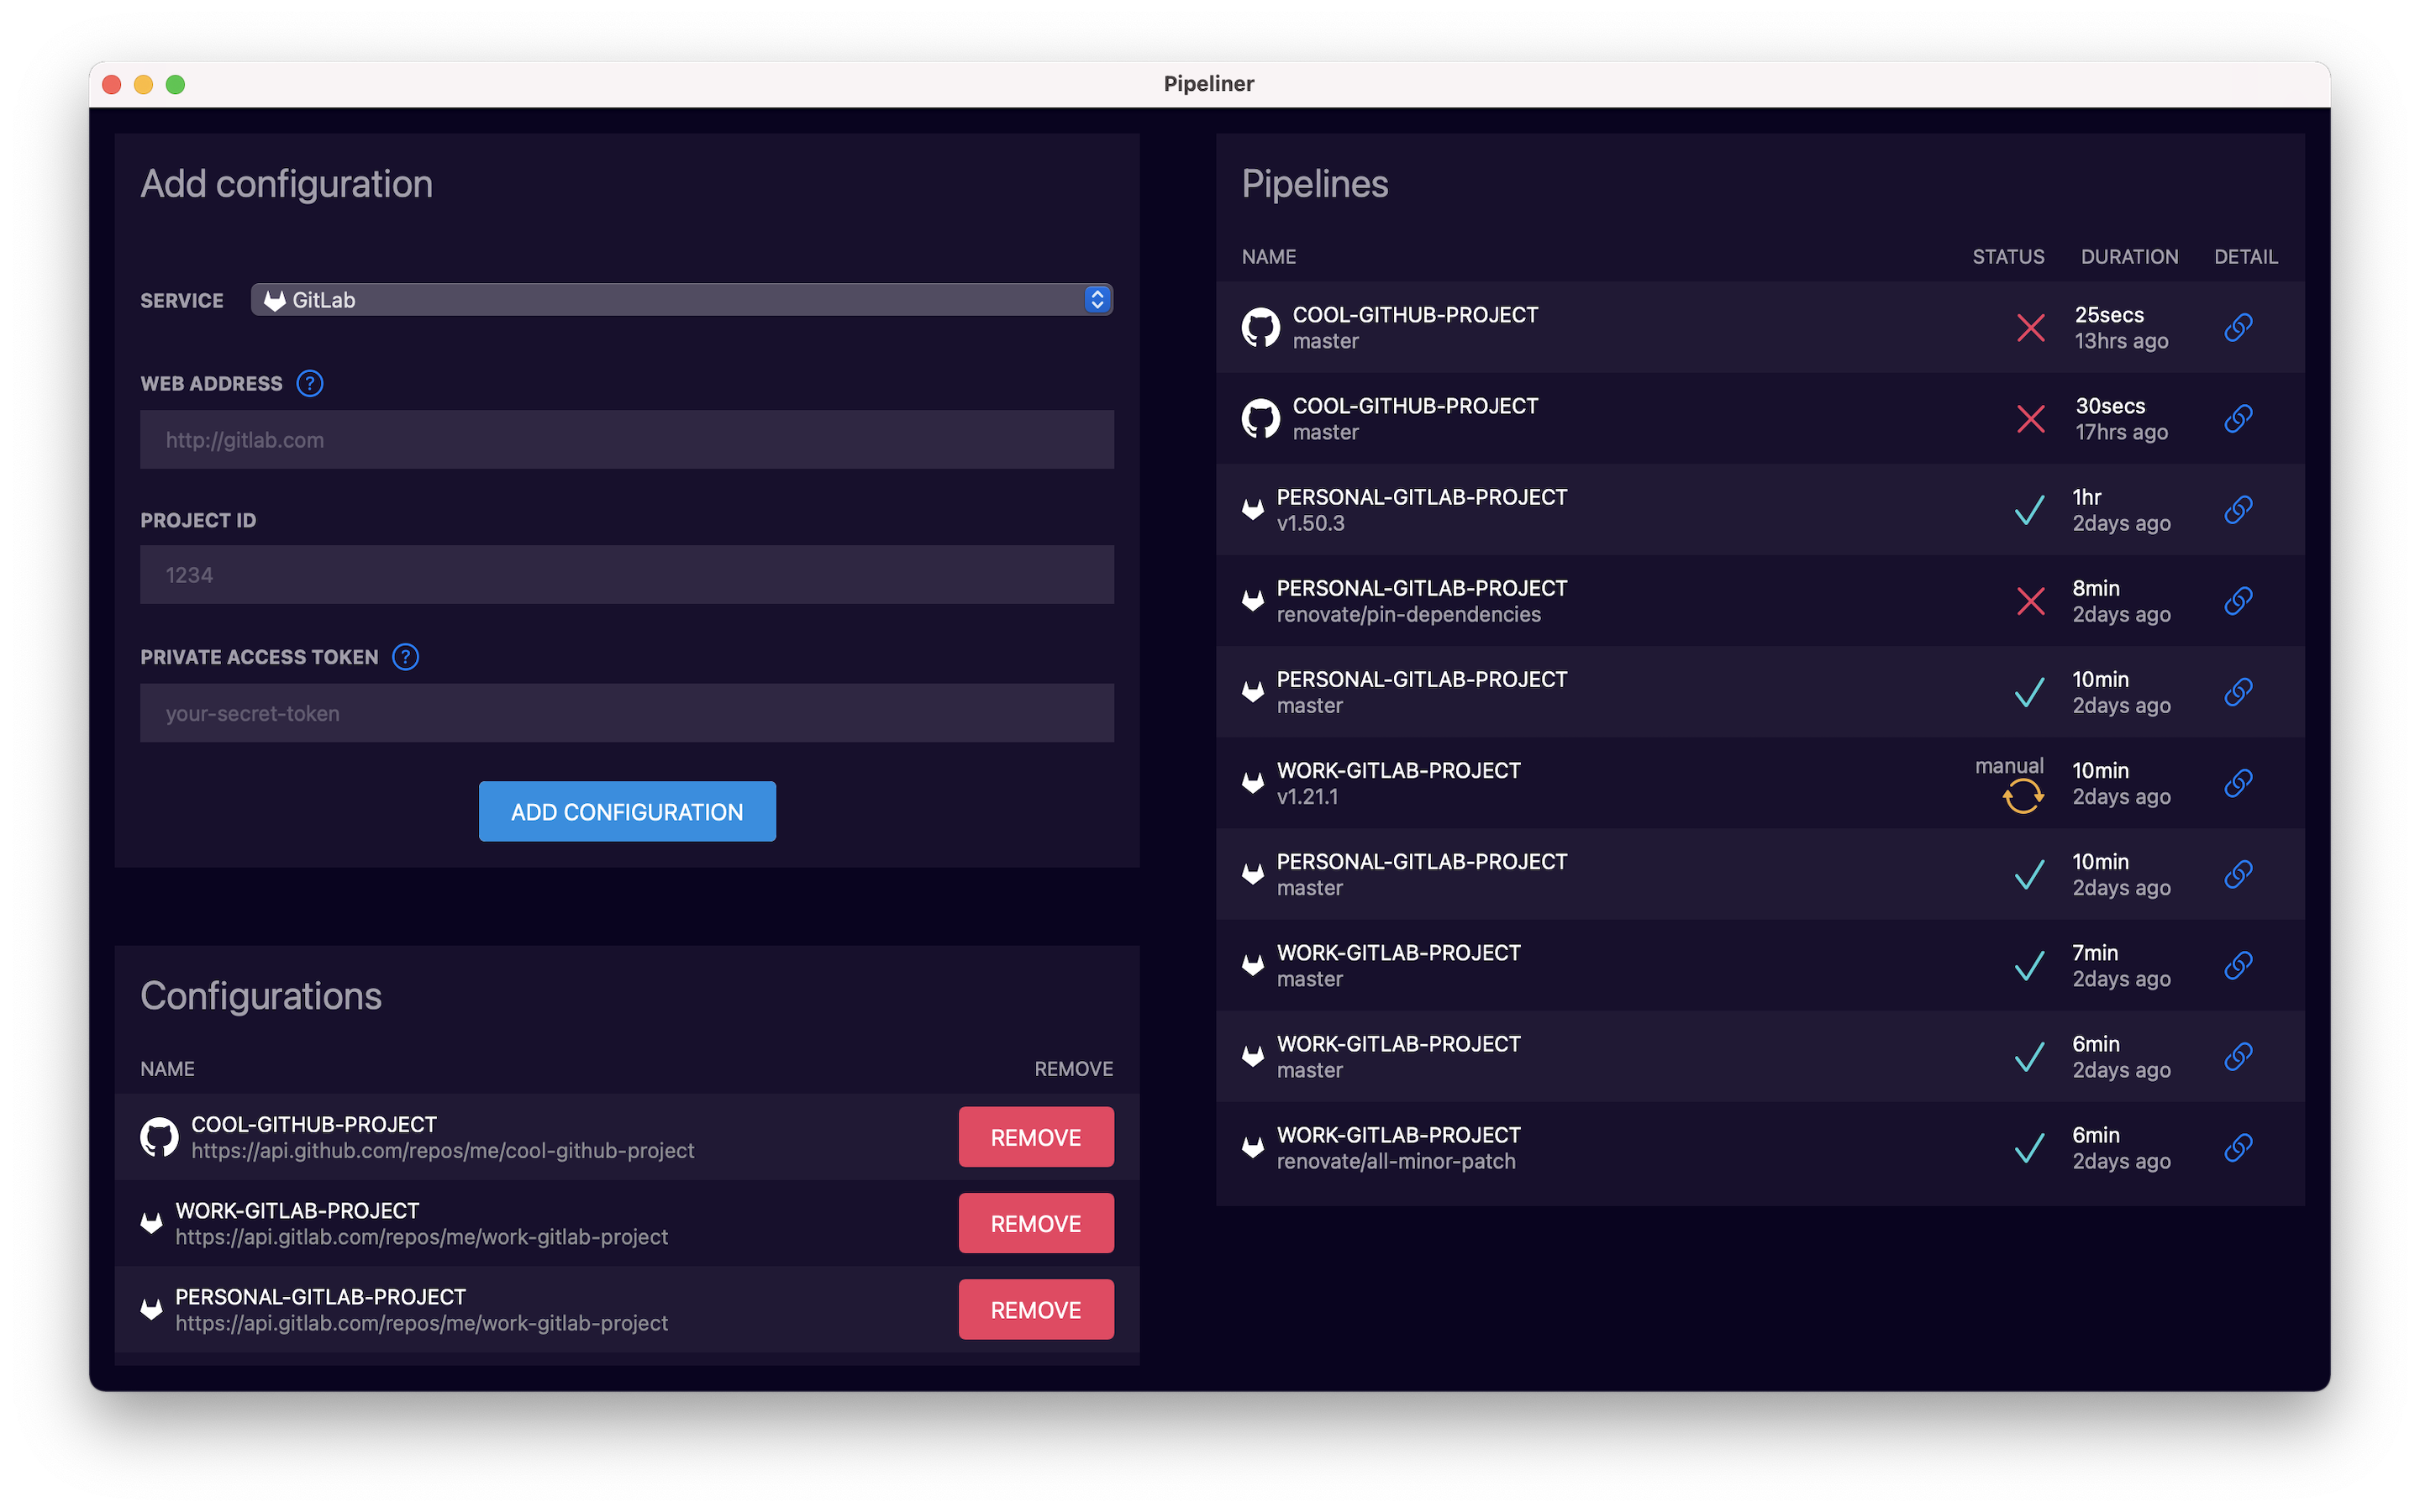 Pipeliner
Add configuration
SERVICE GitLab
WEB ADDRESS ?
http://gitlab.com
PROJECT ID
1234
PRIVATE ACCESS TOKEN ?
your-secret-token
ADD CONFIGURATION
Configurations
NAME REMOVE
COOL-GITHUB-PROJECT
https://api.github.com/repos/me/cool-github-project
REMOVE
WORK-GITLAB-PROJECT
https://api.gitlab.com/repos/me/work-gitlab-project
REMOVE
PERSONAL-GITLAB-PROJECT
https://api.gitlab.com/repos/me/work-gitlab-project
REMOVE
Pipelines
NAME STATUS DURATION DETAIL
COOL-GITHUB-PROJECT 25secs
master 13hrs ago
COOL-GITHUB-PROJECT 30secs
master 17hrs ago
PERSONAL-GITLAB-PROJECT 1hr
v1.50.3 2days ago
PERSONAL-GITLAB-PROJECT 8min
renovate/pin-dependencies 2days ago
PERSONAL-GITLAB-PROJECT 10min
master 2days ago
WORK-GITLAB-PROJECT manual 10min
v1.21.1 2days ago
PERSONAL-GITLAB-PROJECT 10min
master 2days ago
WORK-GITLAB-PROJECT 7min
master 2days ago
WORK-GITLAB-PROJECT 6min
master 2days ago
WORK-GITLAB-PROJECT 6min
renovate/all-minor-patch 2days ago